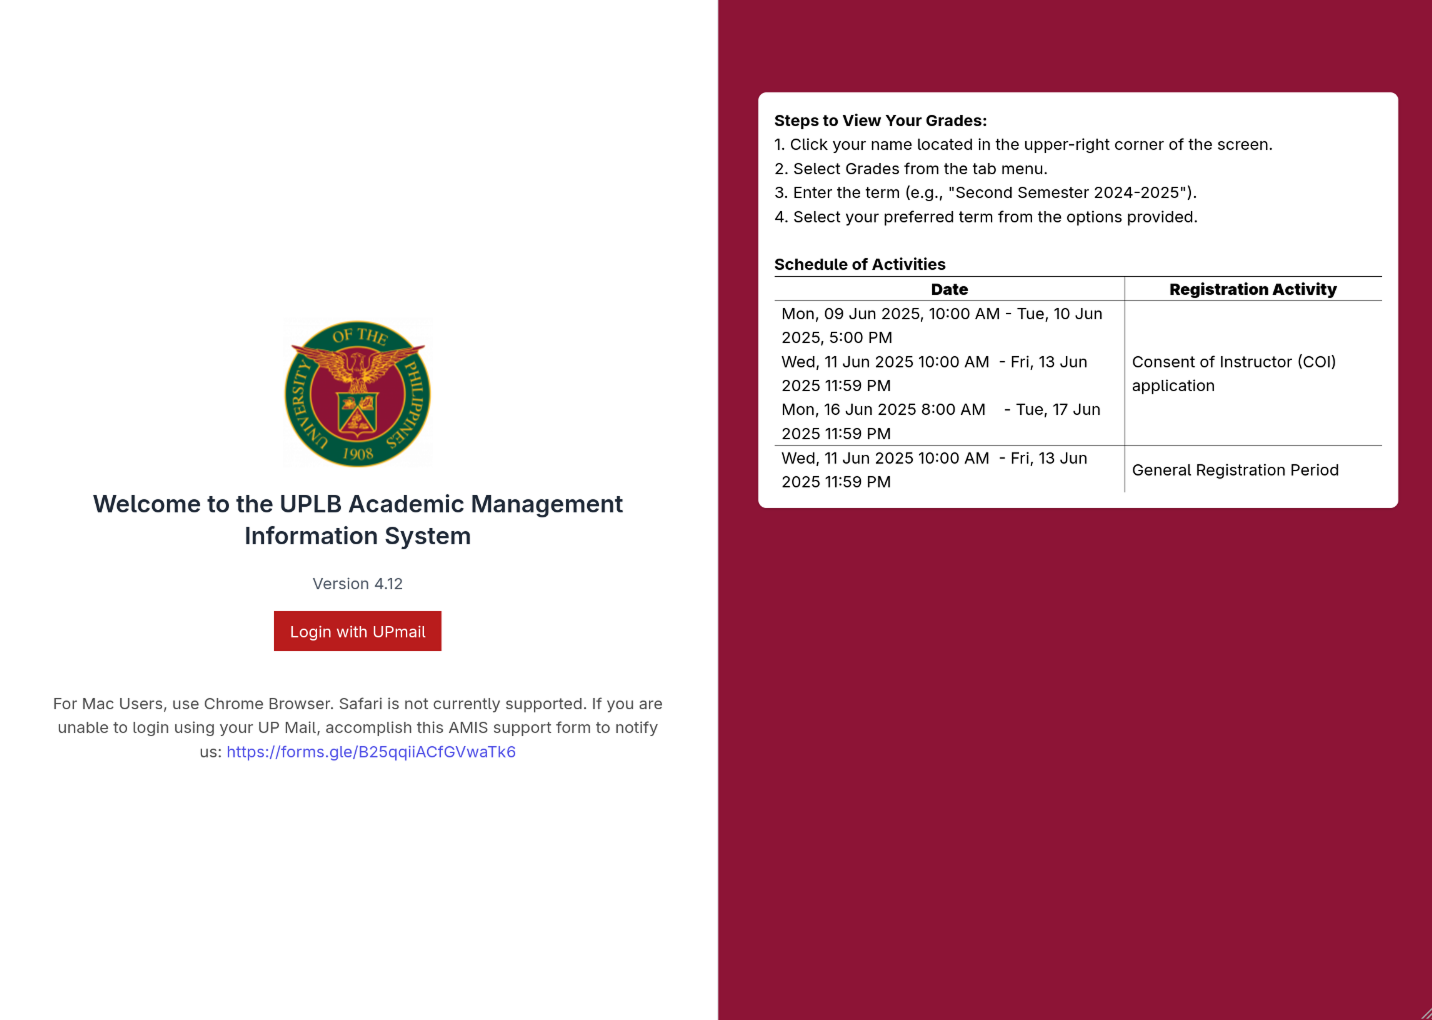 UNIVERSITY OF THE PHILIPPINES
1908
Welcome to the UPLB Academic Management
Information System
Version 4.12
Login with UPmail
For Mac Users, use Chrome Browser. Safari is not currently supported. If you are
unable to login using your UP Mail, accomplish this AMIS support form to notify
us: https://forms.gle/B25qqiiACfGVwaTk6
Steps to View Your Grades:
1. Click your name located in the upper-right corner of the screen.
2. Select Grades from the tab menu.
3. Enter the term (e.g., "Second Semester 2024-2025").
4. Select your preferred term from the options provided.
Schedule of Activities
Date Registration Activity
Mon, 09 Jun 2025, 10:00 AM - Tue, 10 Jun
2025, 5:00 PM
Wed, 11 Jun 2025 10:00 AM - Fri, 13 Jun
2025 11:59 PM
Mon, 16 Jun 2025 8:00 AM - Tue, 17 Jun
2025 11:59 PM
Consent of Instructor (COI)
application
Wed, 11 Jun 2025 10:00 AM - Fri, 13 Jun
2025 11:59 PM
General Registration Period